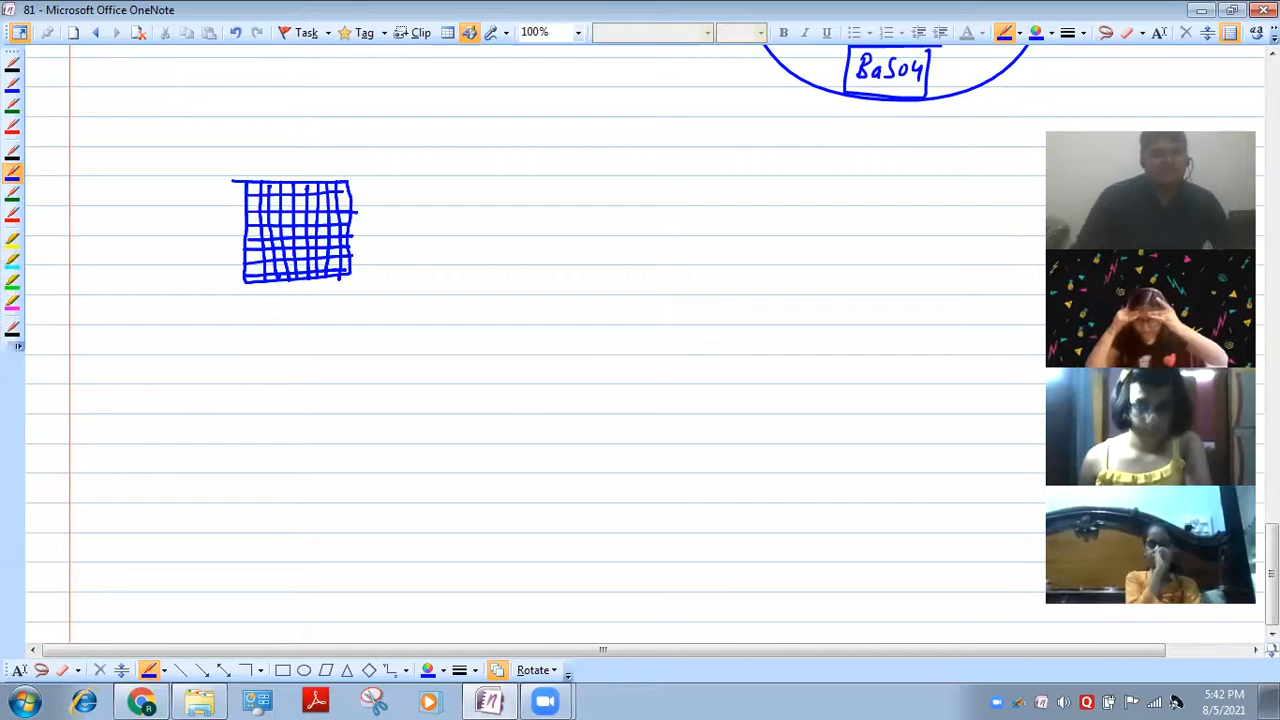 81 - Microsoft Office OneNote
Task
Tag
Clip
100%
B I U
BaSO4
Rotate
5:42 PM
8/5/2021